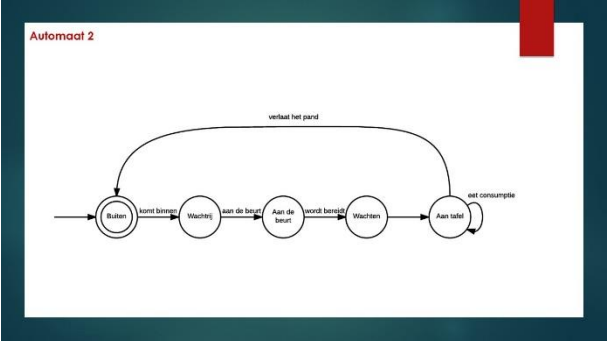 Automaat 2
verlaat het pand
eet consumptie
Buiten
komt binnen
Wachtrij
aan de beurt
Aan de
beurt
wordt bereidt
Wachten
Aan tafel